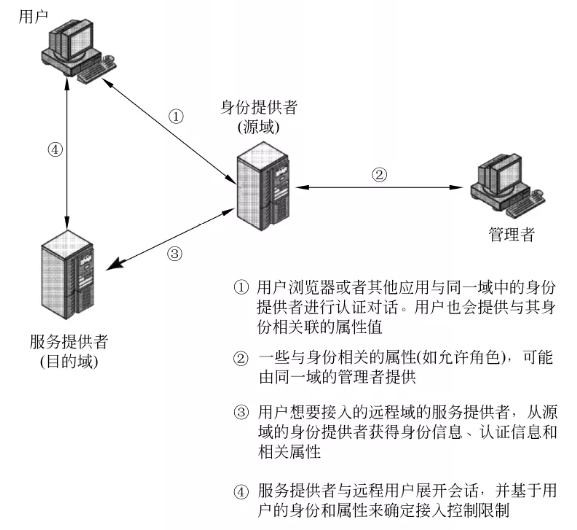 用户
①
身份提供者
(源域)
④
②
③
管理者
服务提供者
(目的域)
① 用户浏览器或者其他应用与同一域中的身份
提供者进行认证对话。用户也会提供与其身
份相关联的属性值
② 一些与身份相关的属性(如允许角色)，可能
由同一域的管理者提供
③ 用户想要接入的远程域的服务提供者，从源
域的身份提供者获得身份信息、认证信息和
相关属性
④ 服务提供者与远程用户展开会话，并基于用
户的身份和属性来确定接入控制限制